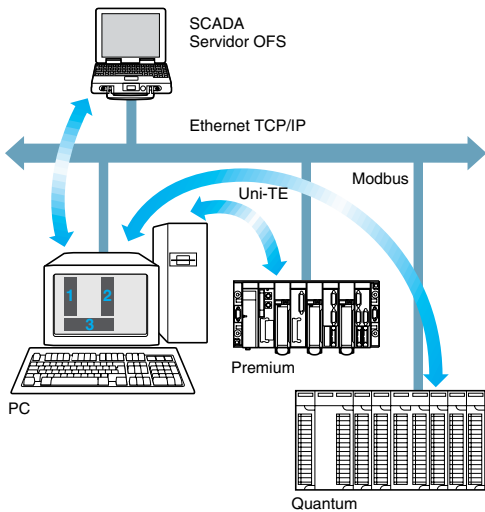 SCADA
Servidor OFS
Ethernet TCP/IP
Modbus
Uni-TE
1
2
3
Premium
PC
Quantum